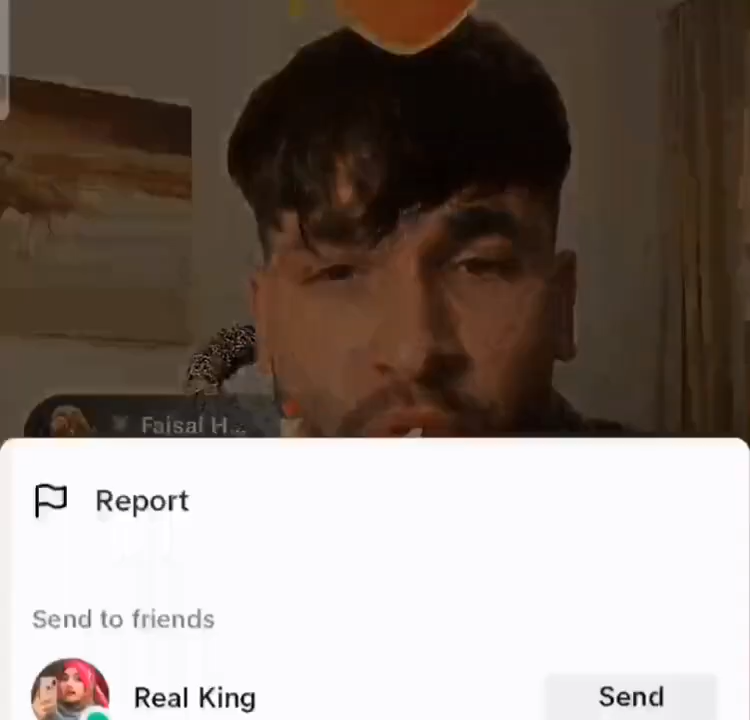 Faisal H...
Report
Send to friends
Real King
Send